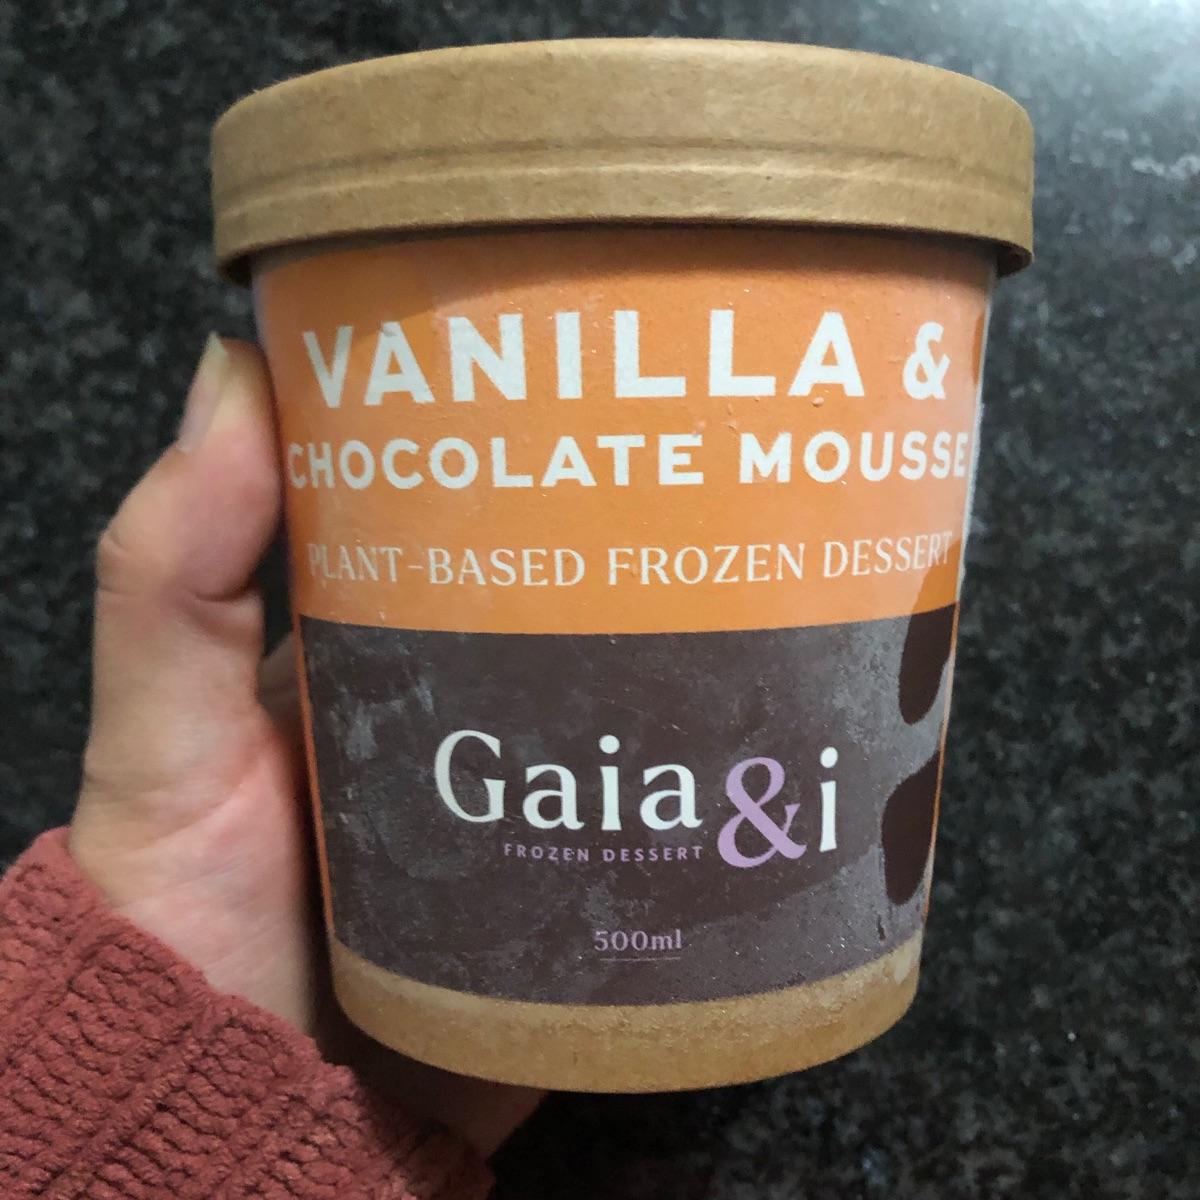 VANILLA &
CHOCOLATE MOUSSE
PLANT-BASED FROZEN DESSERT
Gaia&i
FROZEN DESSERT
500ml